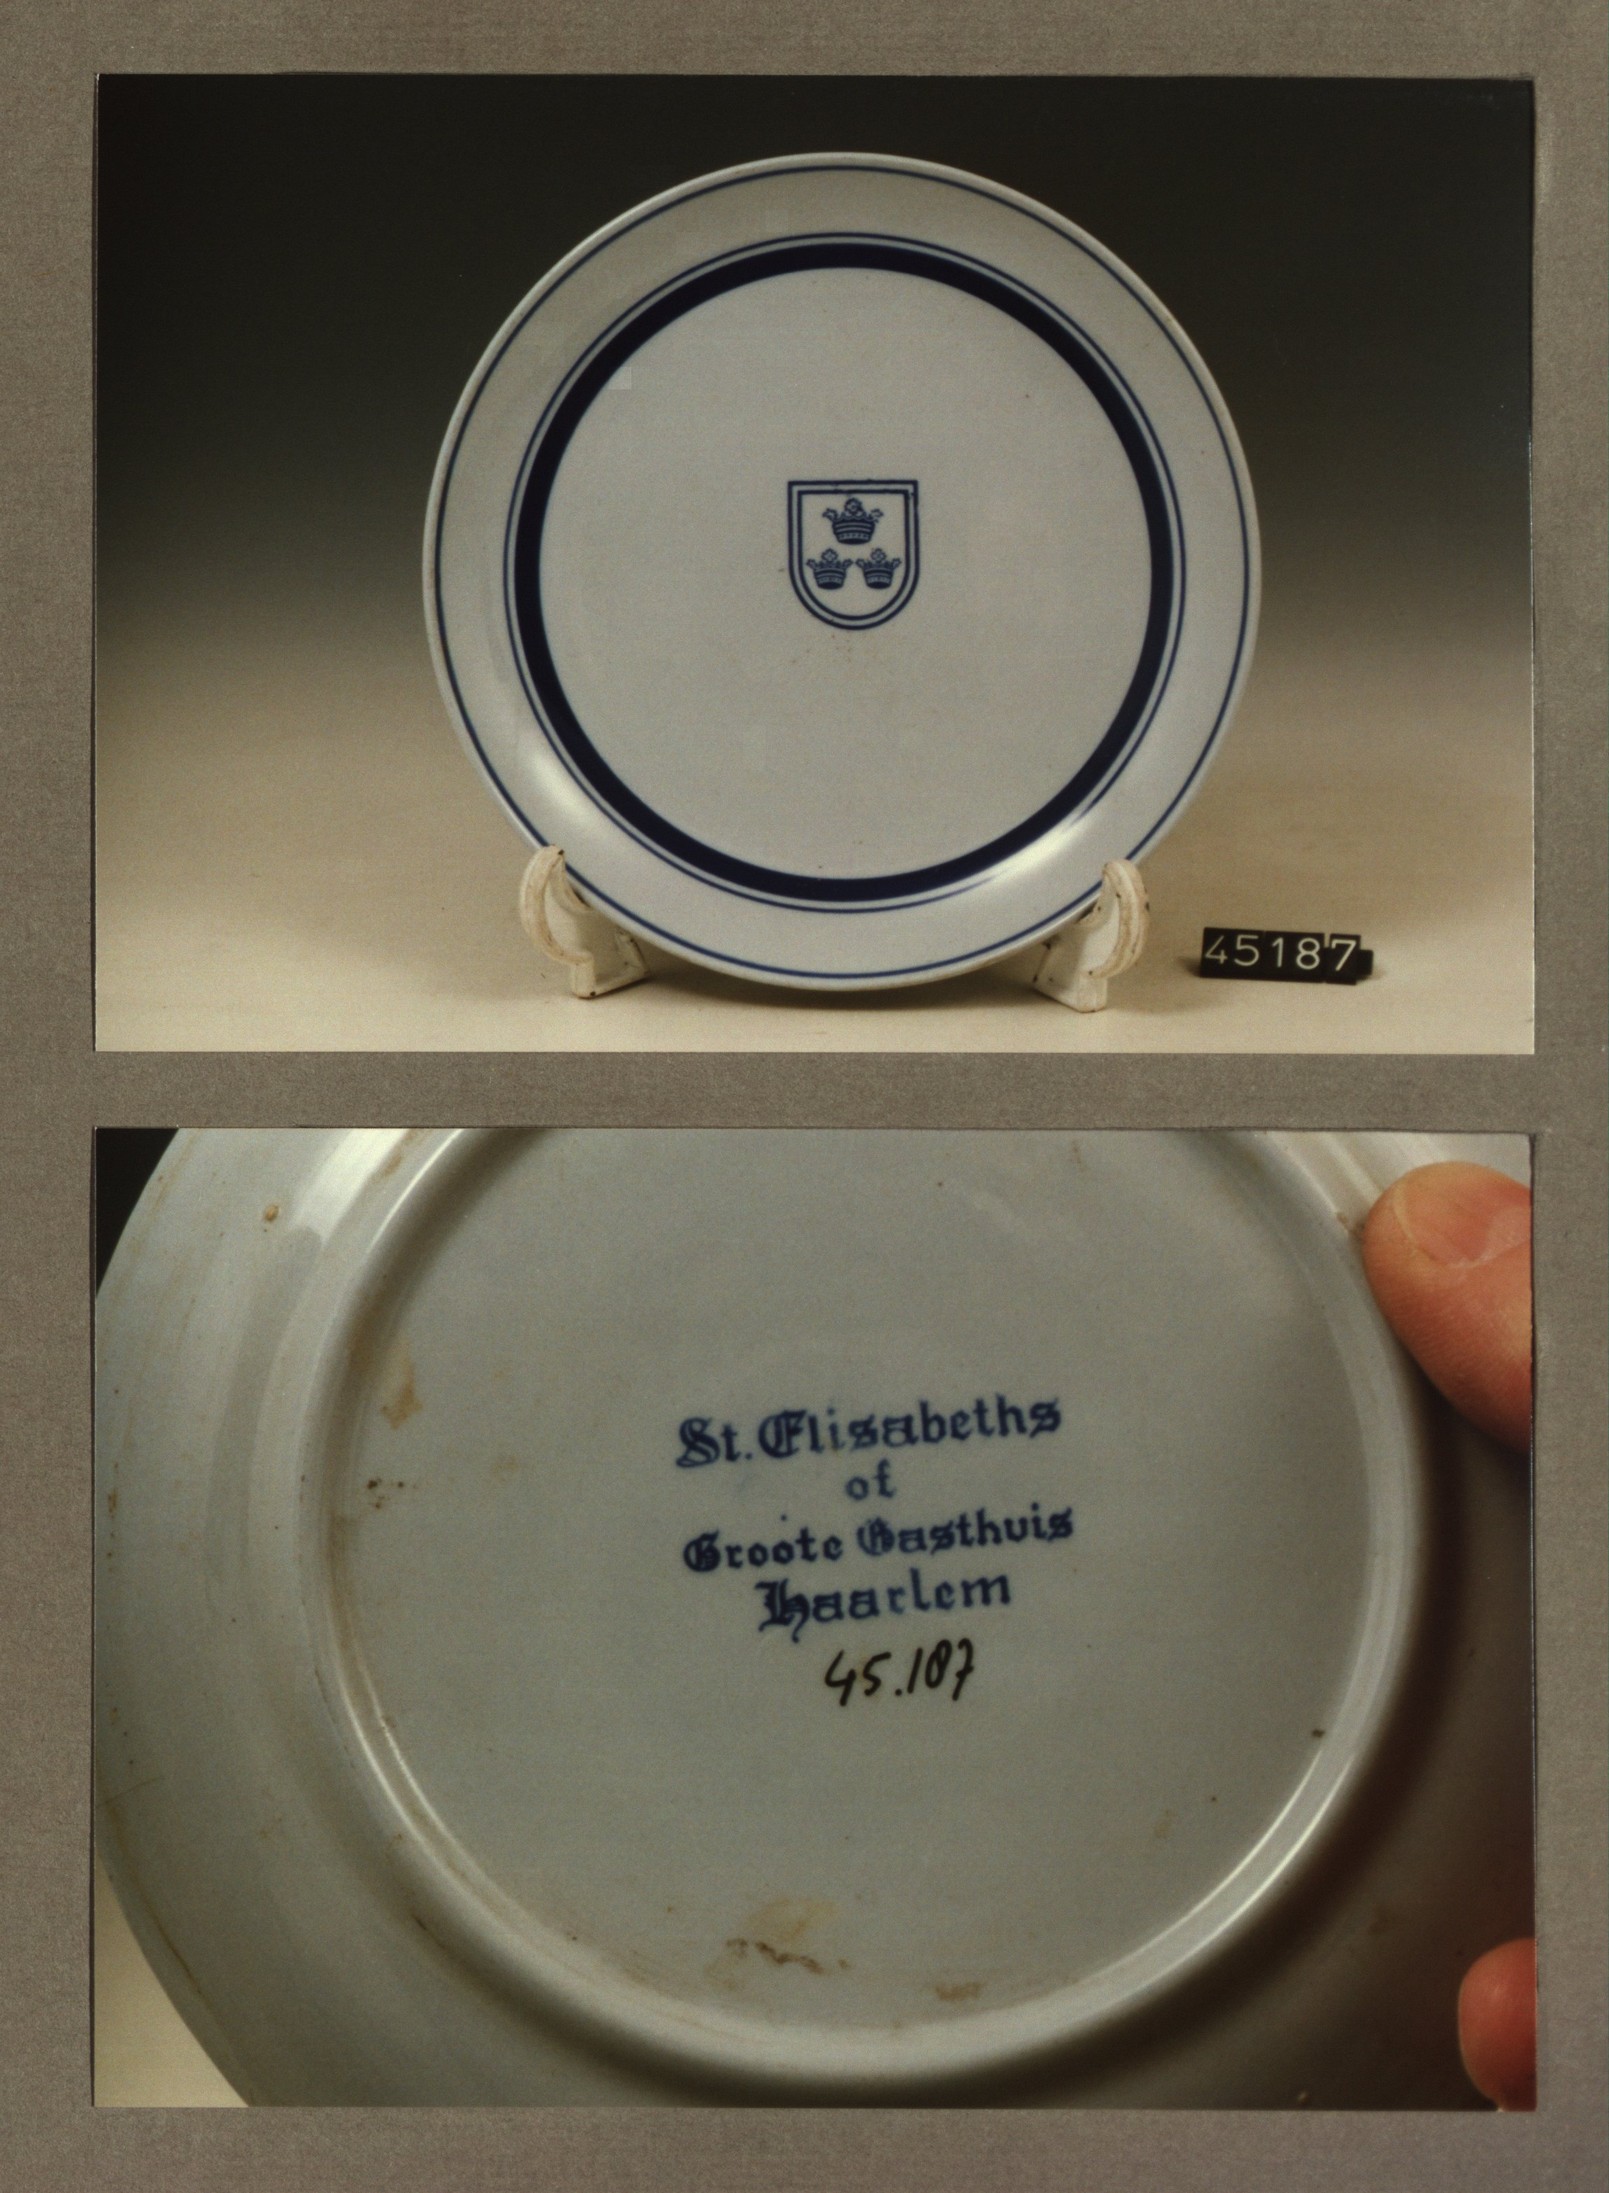 45187
St. Elisabeths
of
Groote Gasthuis
Haarlem
45.187